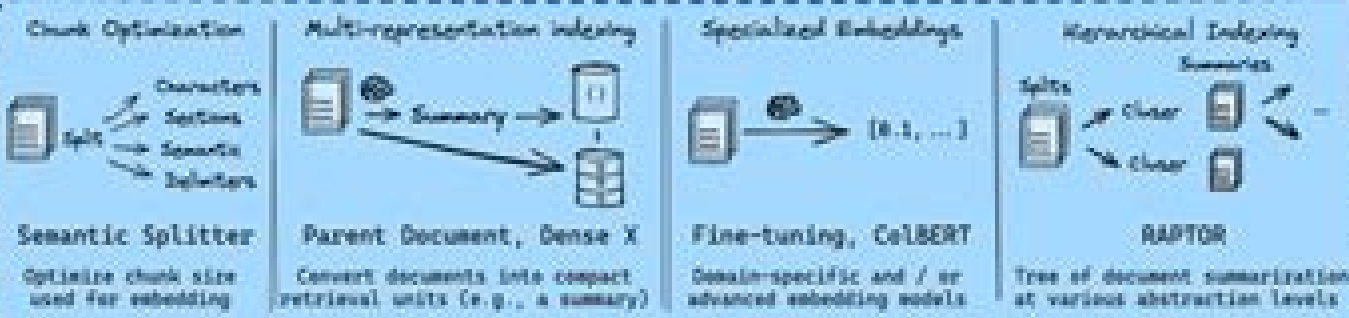 Chunk Optimization
Characters
Sections
Split
Semantic
Delimiters
Semantic Splitter
Optimize chunk size
used for embedding
Multi-representation indexing
Summary
Parent Document, Dense X
Convert documents into compact
retrieval units (e.g., a summary)
Specialized Embeddings
[0.1, ...]
Fine-tuning, ColBERT
Domain-specific and / or
advanced embedding models
Hierarchical Indexing
Summaries
Splits
Cluser
...
Cluser
RAPTOR
Tree of document summarization
at various abstraction levels